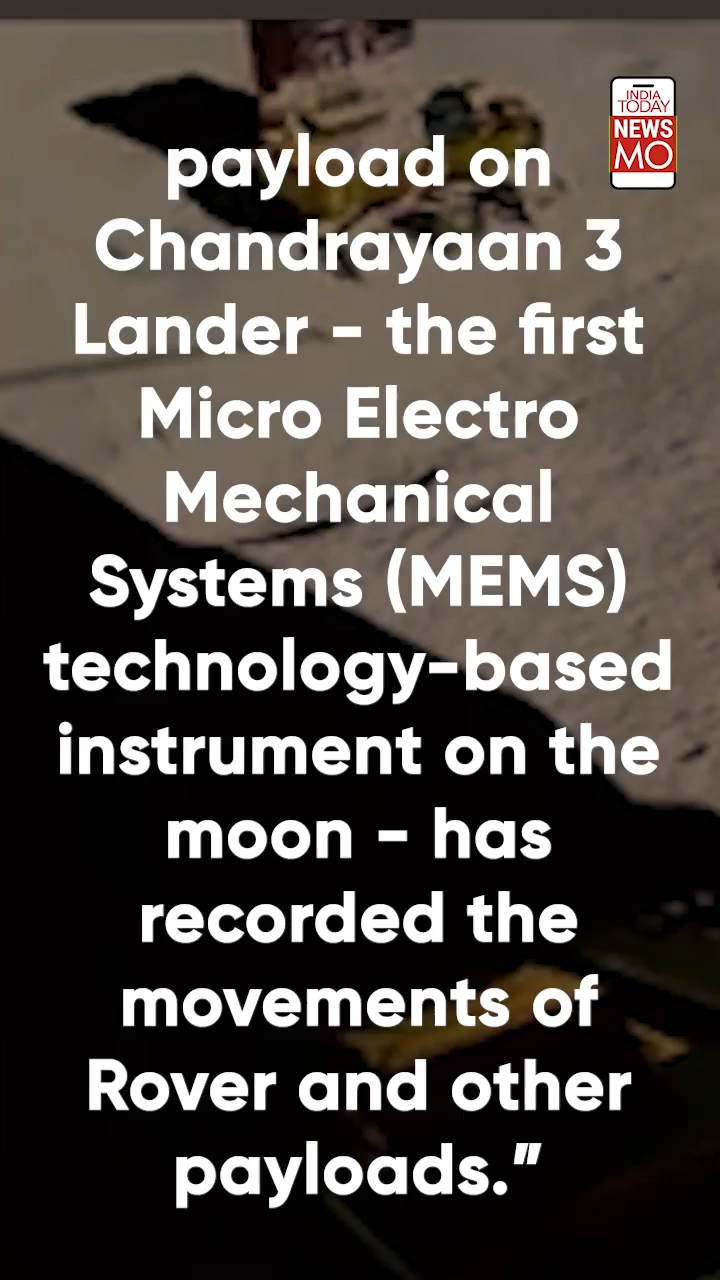 INDIA
TODAY
NEWS
MO
payload on
Chandrayaan 3
Lander - the first
Micro Electro
Mechanical
Systems (MEMS)
technology-based
instrument on the
moon - has
recorded the
movements of
Rover and other
payloads.”